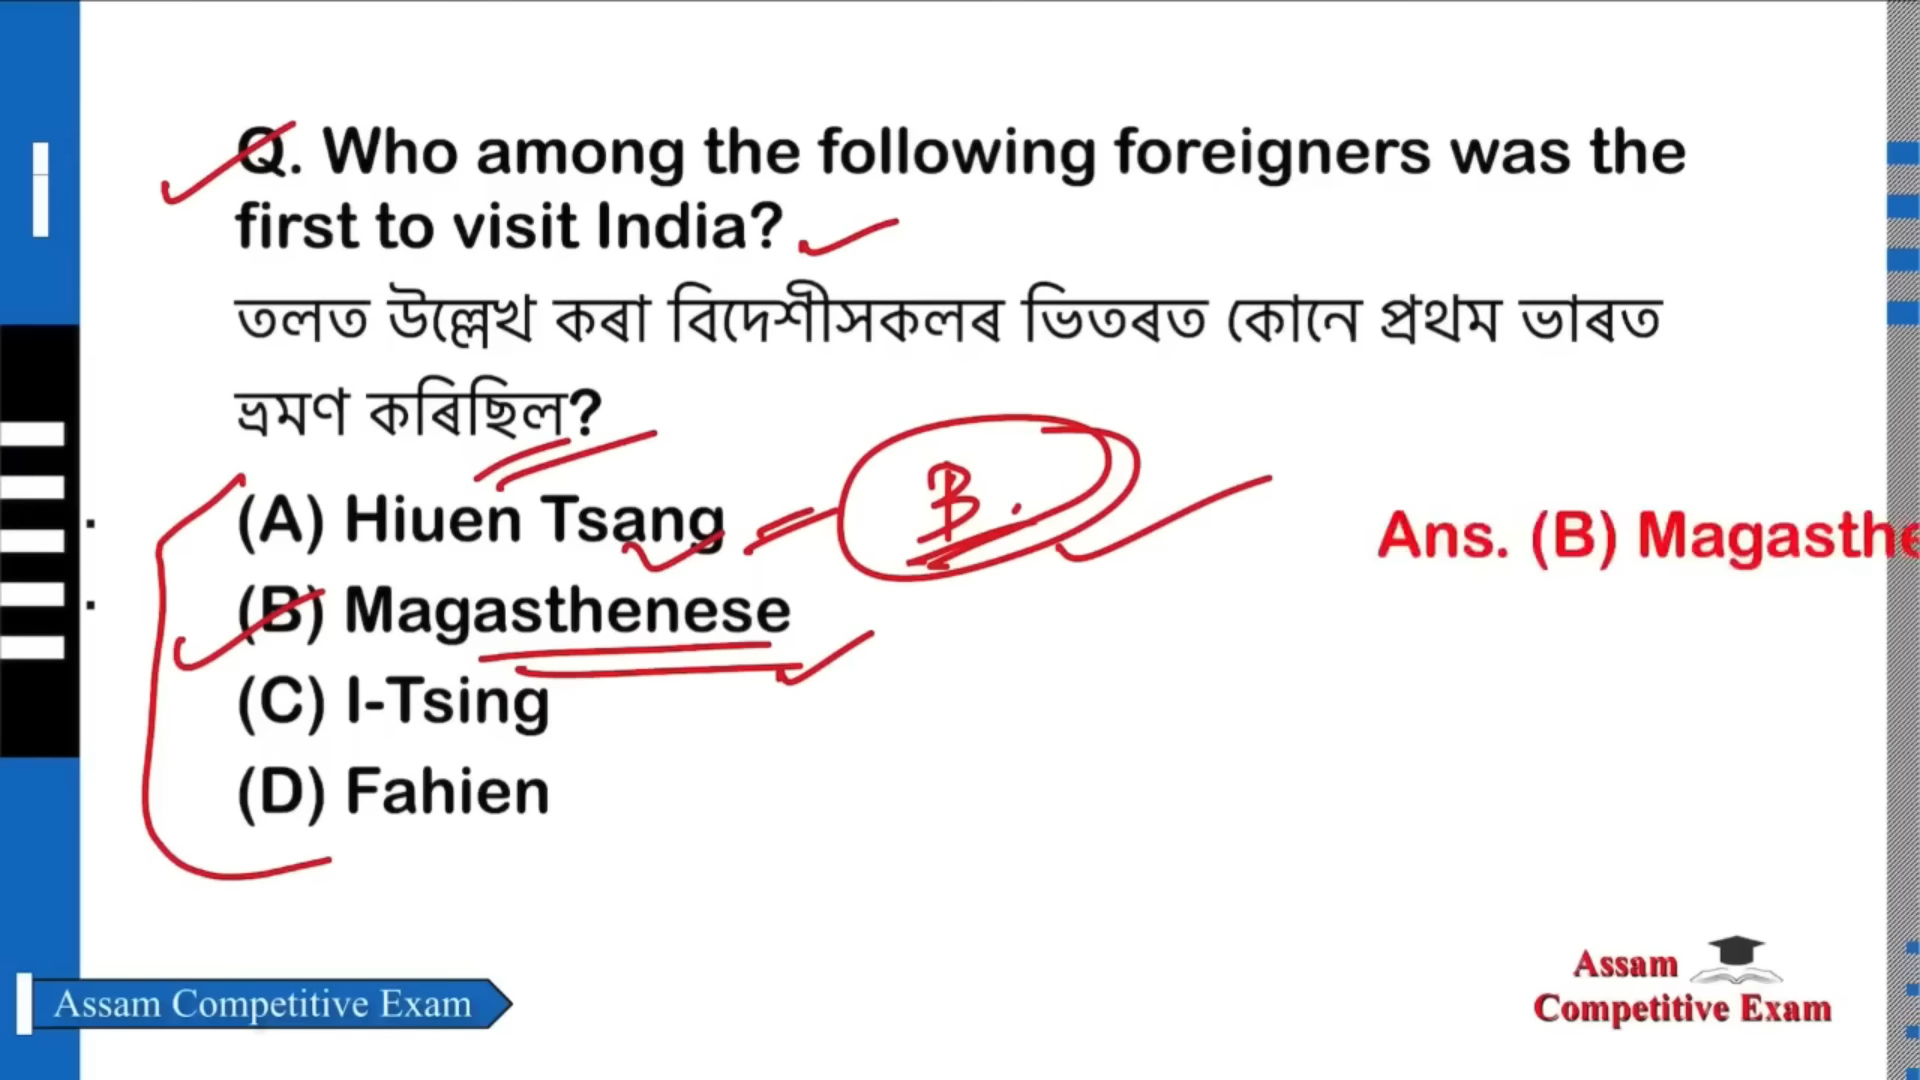 Q. Who among the following foreigners was the
first to visit India?
তলত উল্লেখ কৰা বিদেশীসকলৰ ভিতৰত কোনে প্ৰথম ভাৰত
ভ্ৰমণ কৰিছিল?
(A) Hiuen Tsang
B.
Ans. (B) Magasthe
(B) Magasthenese
(C) I-Tsing
(D) Fahien
Assam Competitive Exam
Assam
Competitive Exam